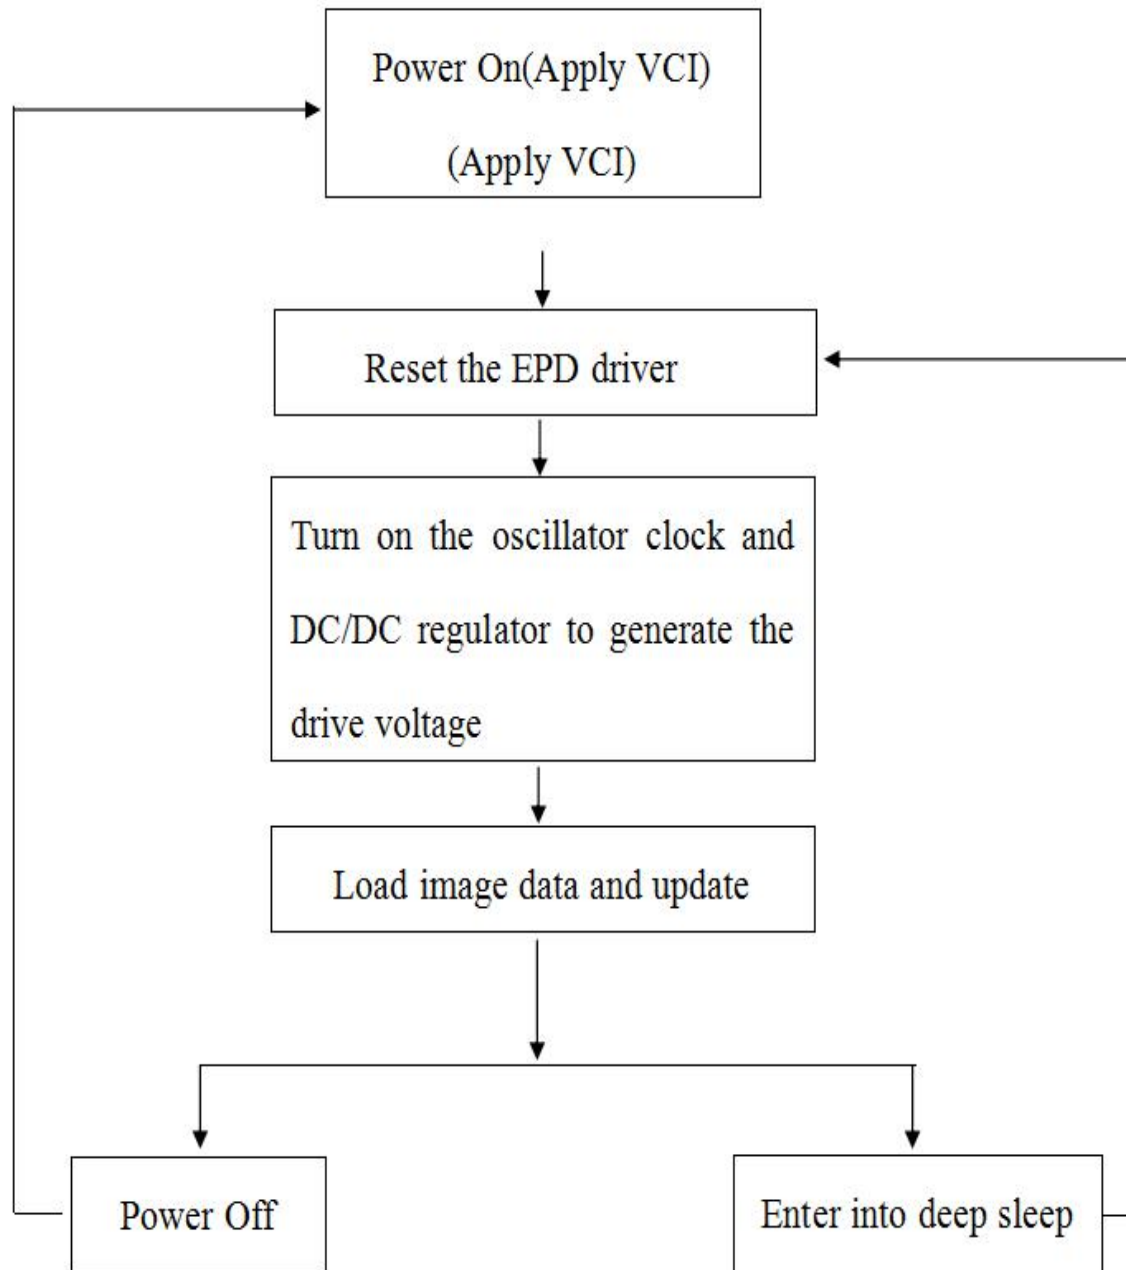 Power On(Apply VCI)
(Apply VCI)
Reset the EPD driver
Turn on the oscillator clock and
DC/DC regulator to generate the
drive voltage
Load image data and update
Power Off
Enter into deep sleep